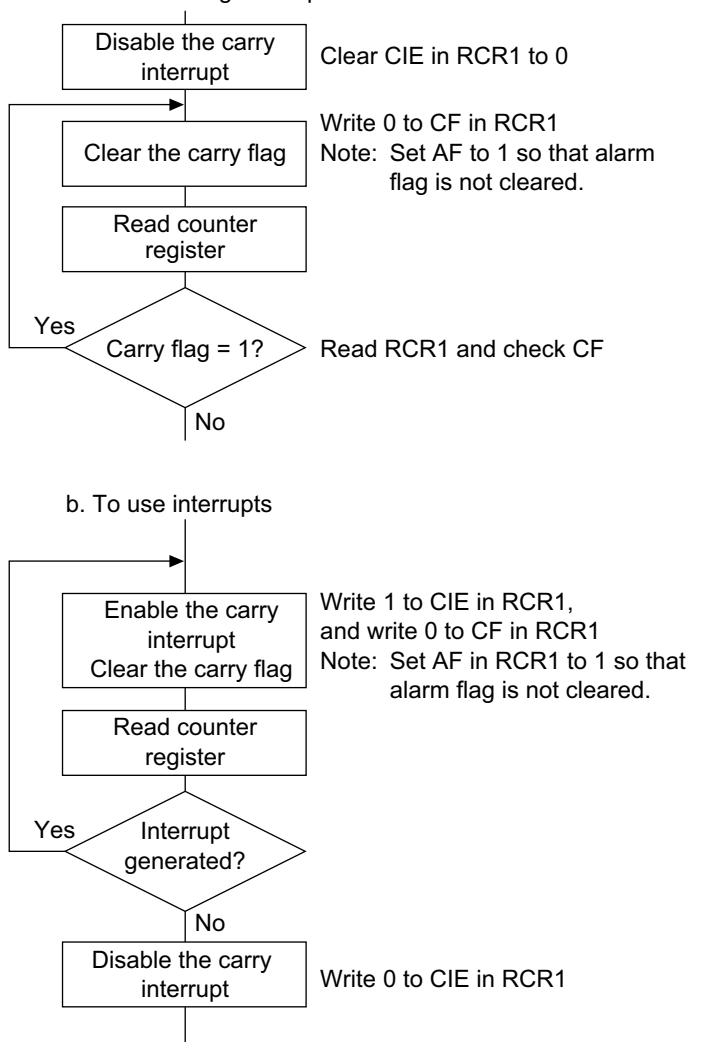 Disable the carry
interrupt
Clear CIE in RCR1 to 0
Clear the carry flag
Write 0 to CF in RCR1
Note: Set AF to 1 so that alarm
flag is not cleared.
Read counter
register
Yes
Carry flag = 1?
Read RCR1 and check CF
No
b. To use interrupts
Enable the carry
interrupt
Clear the carry flag
Write 1 to CIE in RCR1,
and write 0 to CF in RCR1
Note: Set AF in RCR1 to 1 so that
alarm flag is not cleared.
Read counter
register
Yes
Interrupt
generated?
No
Disable the carry
interrupt
Write 0 to CIE in RCR1